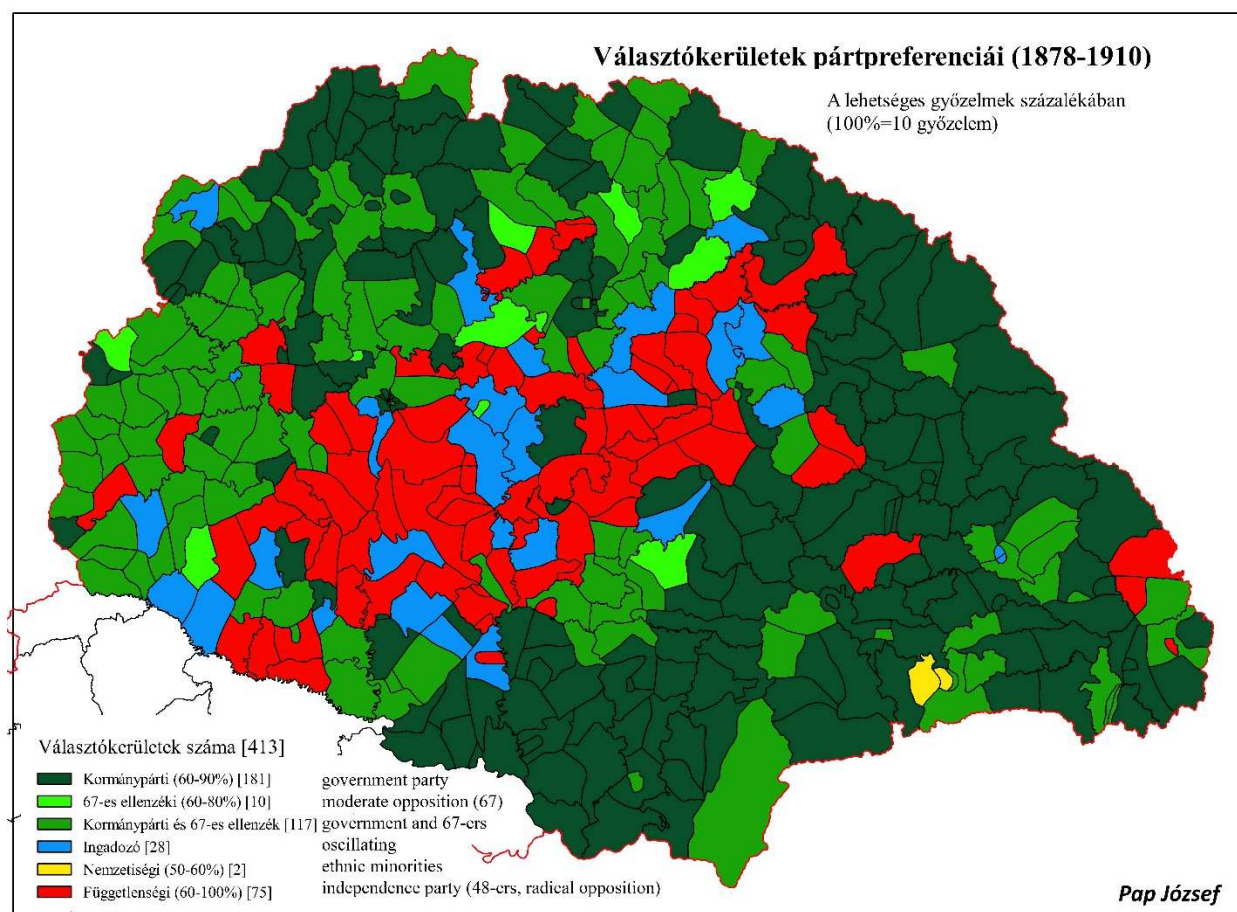 Választókerületek pártpreferenciái (1878-1910)
A lehetséges győzelmek százalékában
(100%=10 győzelem)
Választókerületek száma [413]
Kormánypárti (60-90%) [181] government party
67-es ellenzéki (60-80%) [10] moderate opposition (67)
Kormánypárti és 67-es ellenzék [117] government and 67-ers
Ingadozó [28] oscillating
Nemzetiségi (50-60%) [2] ethnic minorities
Függetlenségi (60-100%) [75] independence party (48-ers, radical opposition)
Pap József